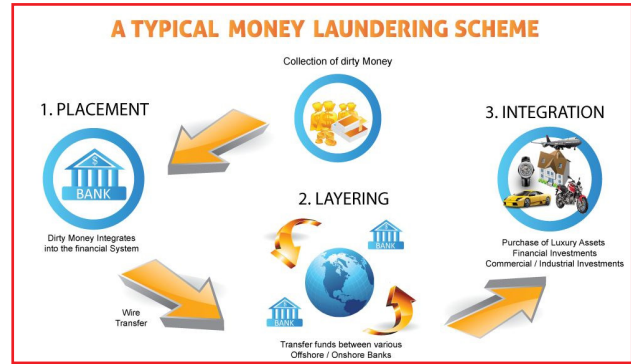 A TYPICAL MONEY LAUNDERING SCHEME
Collection of dirty Money
1. PLACEMENT
$
BANK
Dirty Money Integrates
into the financial System
Wire
Transfer
2. LAYERING
BANK
BANK
Transfer funds between various
Offshore / Onshore Banks
3. INTEGRATION
Purchase of Luxury Assets
Financial Investments
Commercial / Industrial Investments